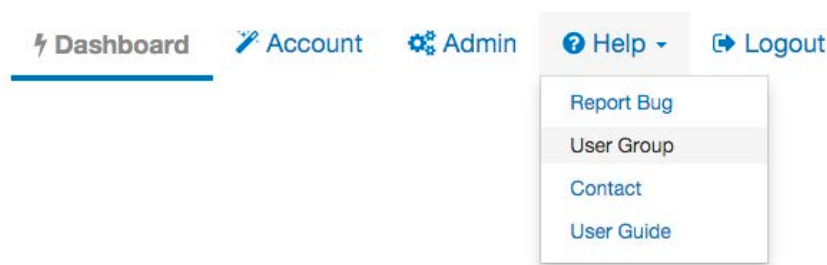 Dashboard Account Admin Help Logout
Report Bug
User Group
Contact
User Guide